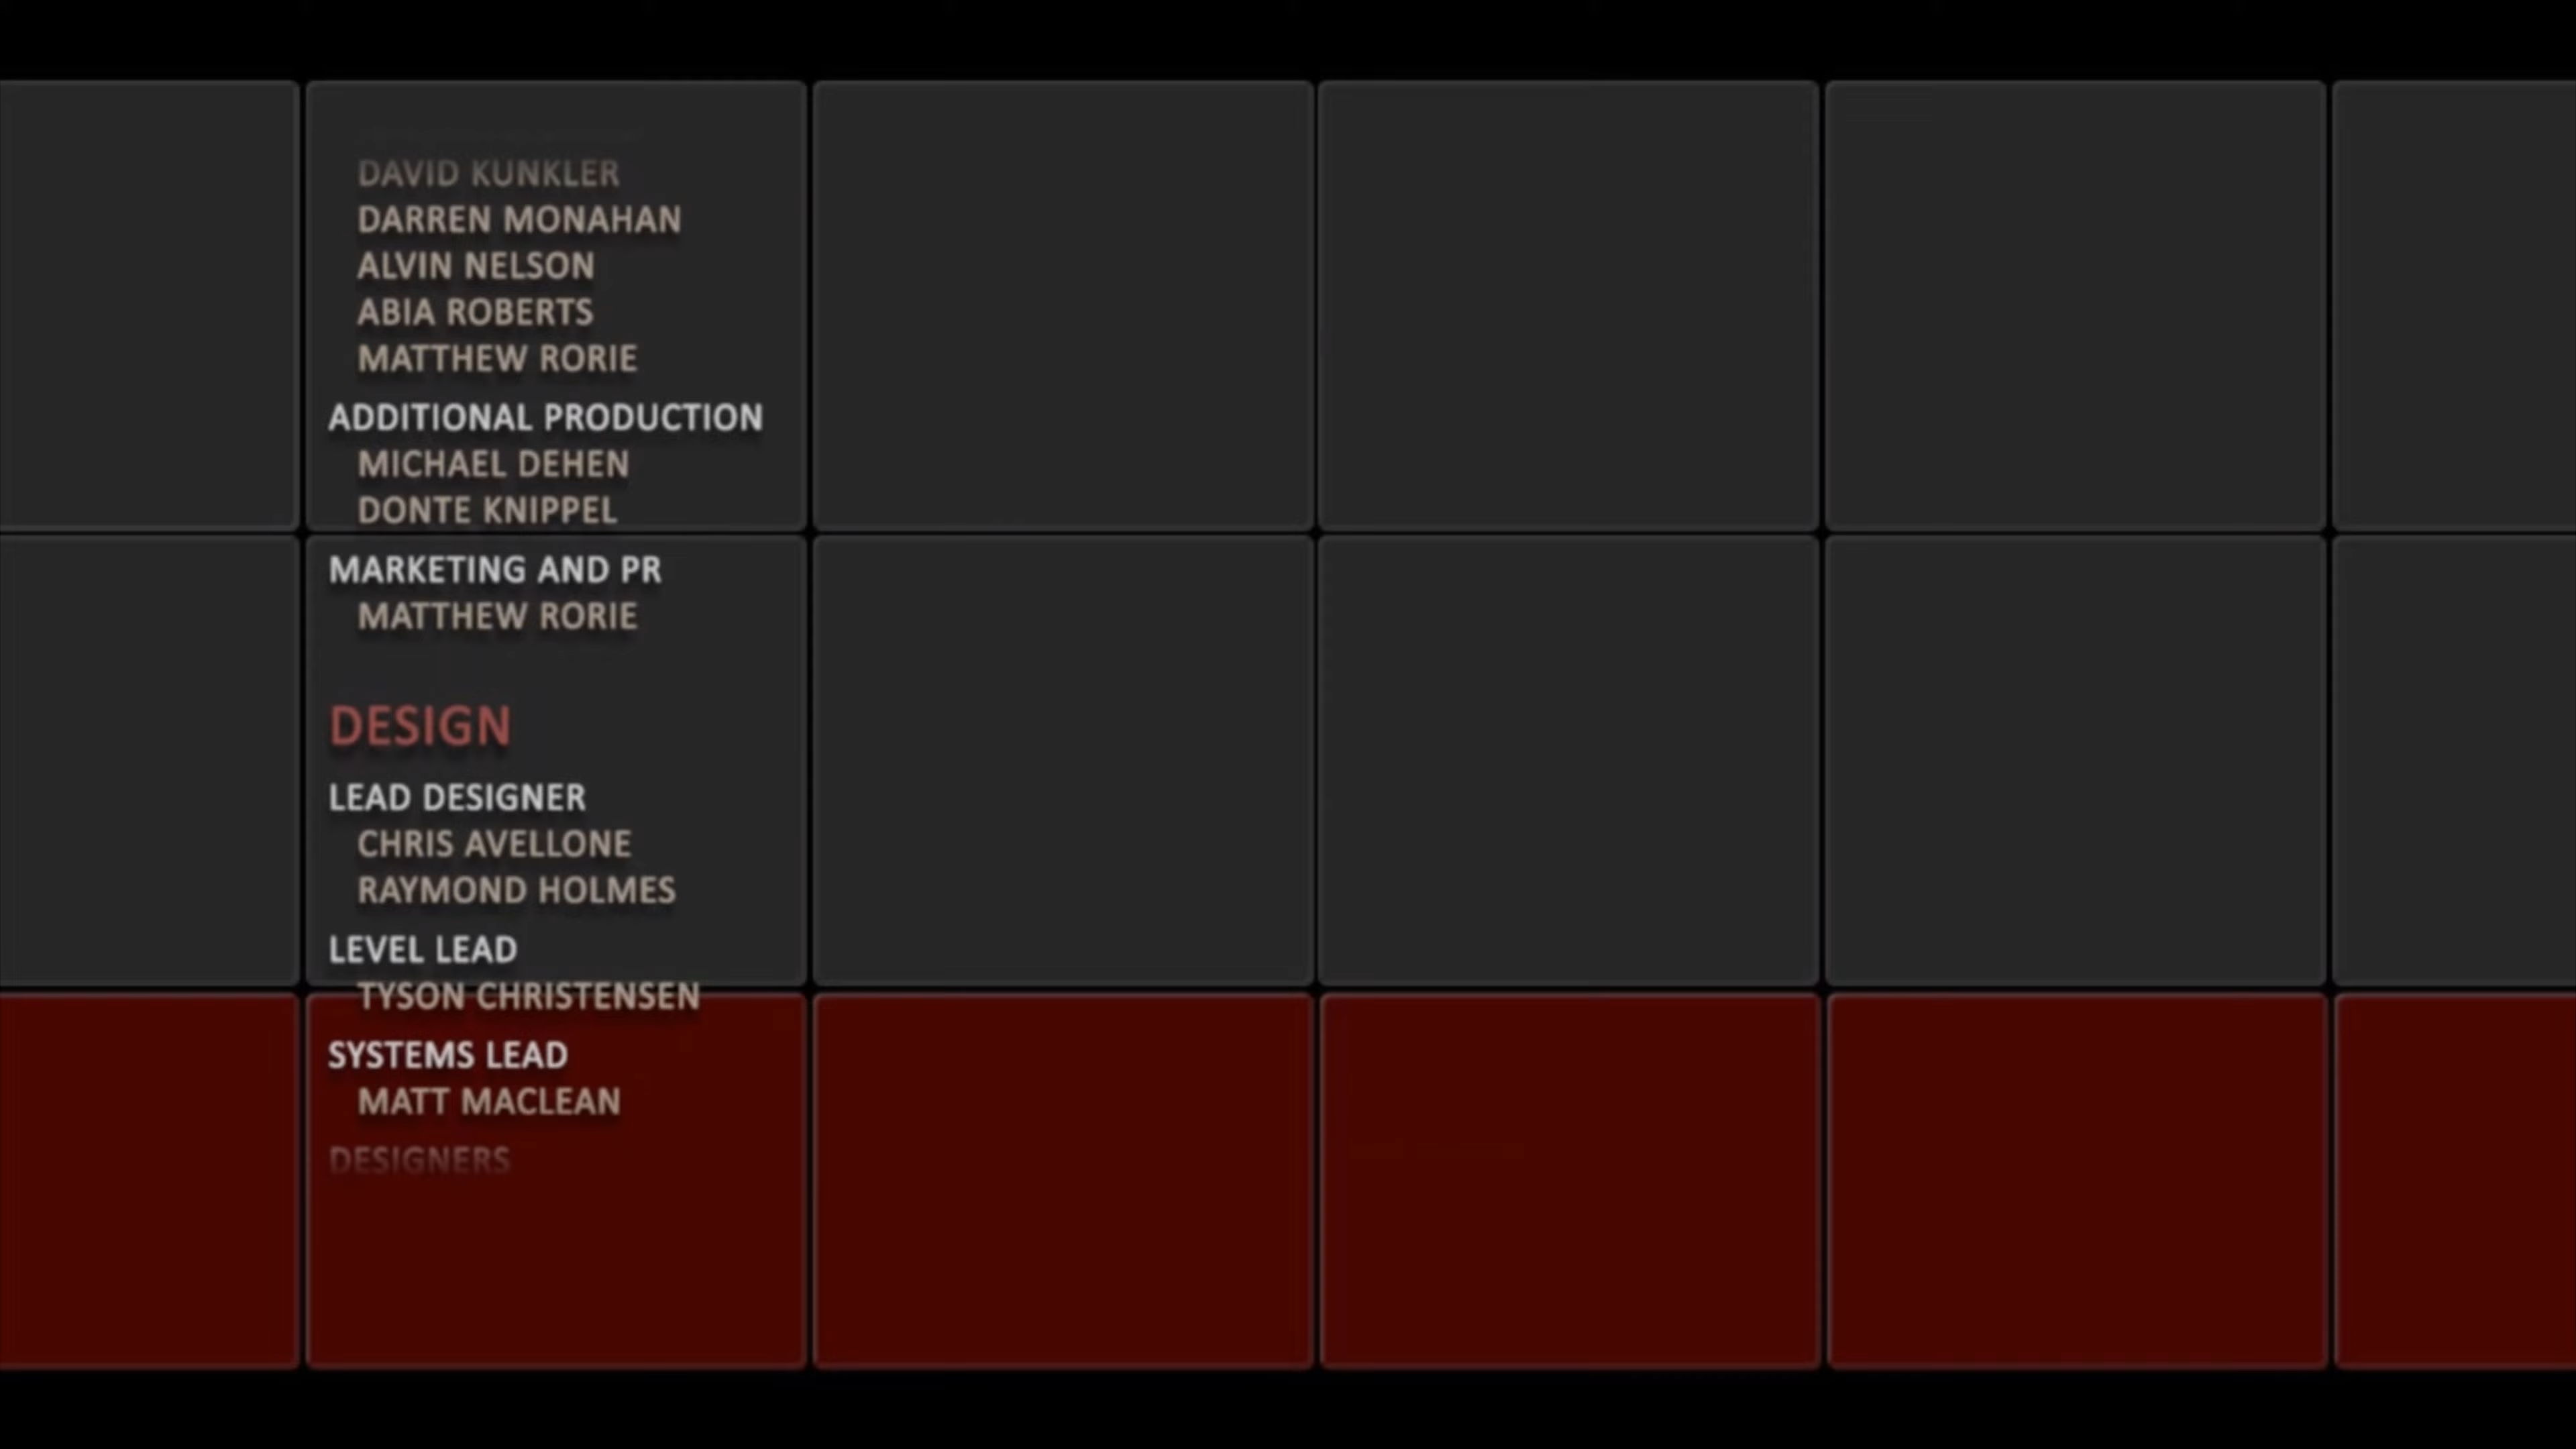 DAVID KUNKLER
DARREN MONAHAN
ALVIN NELSON
ABIA ROBERTS
MATTHEW RORIE
ADDITIONAL PRODUCTION
MICHAEL DEHEN
DONTE KNIPPEL
MARKETING AND PR
MATTHEW RORIE
DESIGN
LEAD DESIGNER
CHRIS AVELLONE
RAYMOND HOLMES
LEVEL LEAD
TYSON CHRISTENSEN
SYSTEMS LEAD
MATT MACLEAN
DESIGNERS